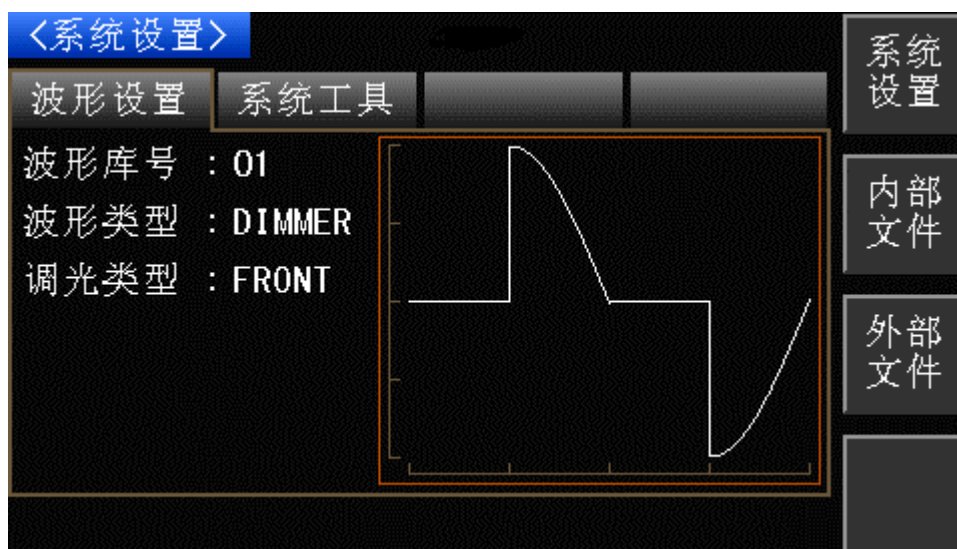 <系统设置>
波形设置 系统工具
波形库号 : 01
波形类型 : DIMMER
调光类型 : FRONT
系统
设置
内部
文件
外部
文件